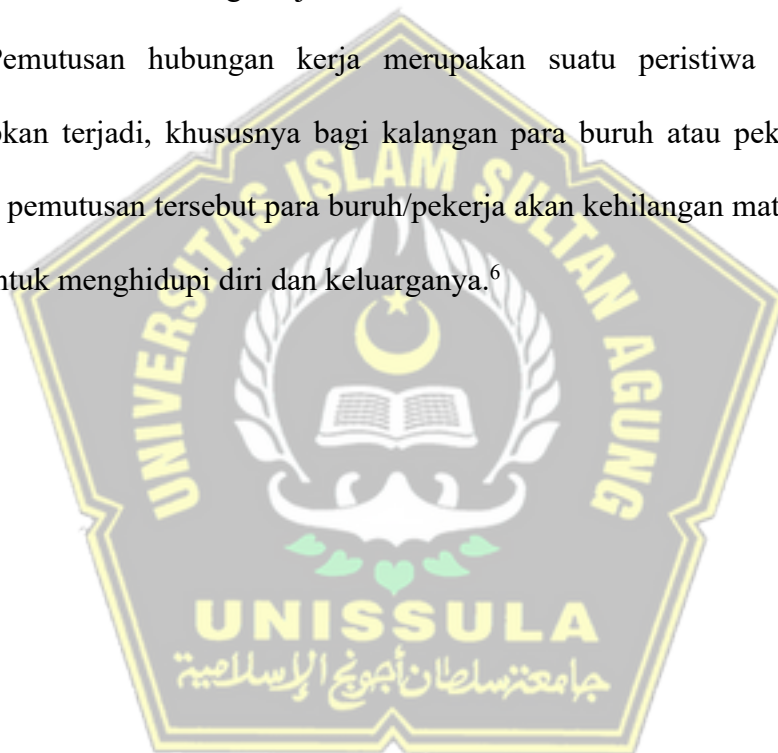 Pemutusan hubungan kerja merupakan suatu peristiwa
kan terjadi, khususnya bagi kalangan para buruh atau pek
pemutusan tersebut para buruh/pekerja akan kehilangan mat
ntuk menghidupi diri dan keluarganya.⁶
UNIVERSITAS ISLAM SULTAN AGUNG
UNISSULA
جامعة سلطان أجونج الإسلامية